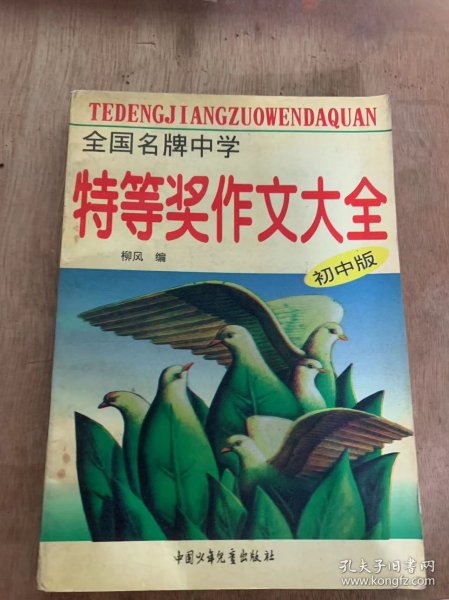 TEDENGJIANGZUOWENDAQUAN
全国名牌中学
特等奖作文大全
柳风 编
初中版
中国少年儿童出版社
孔夫子旧书网
www.kongfz.com